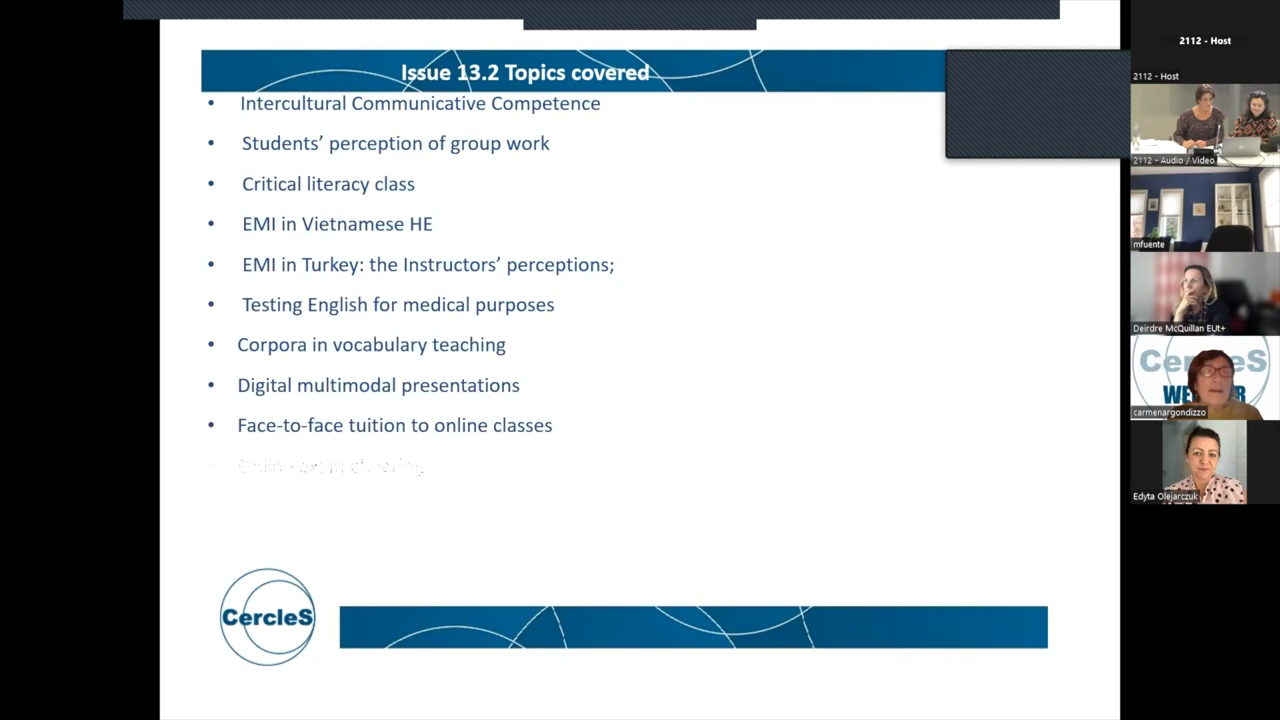 Issue 13.2 Topics covered
• Intercultural Communicative Competence
• Students’ perception of group work
• Critical literacy class
• EMI in Vietnamese HE
• EMI in Turkey: the Instructors’ perceptions;
• Testing English for medical purposes
• Corpora in vocabulary teaching
• Digital multimodal presentations
• Face-to-face tuition to online classes
CercleS
2112 - Host
2112 - Host
2112 - Audio / Video
mfuente
Deirdre McQuillan EUt+
CercleS
carmenargondizzo
Edyta Olejarczuk